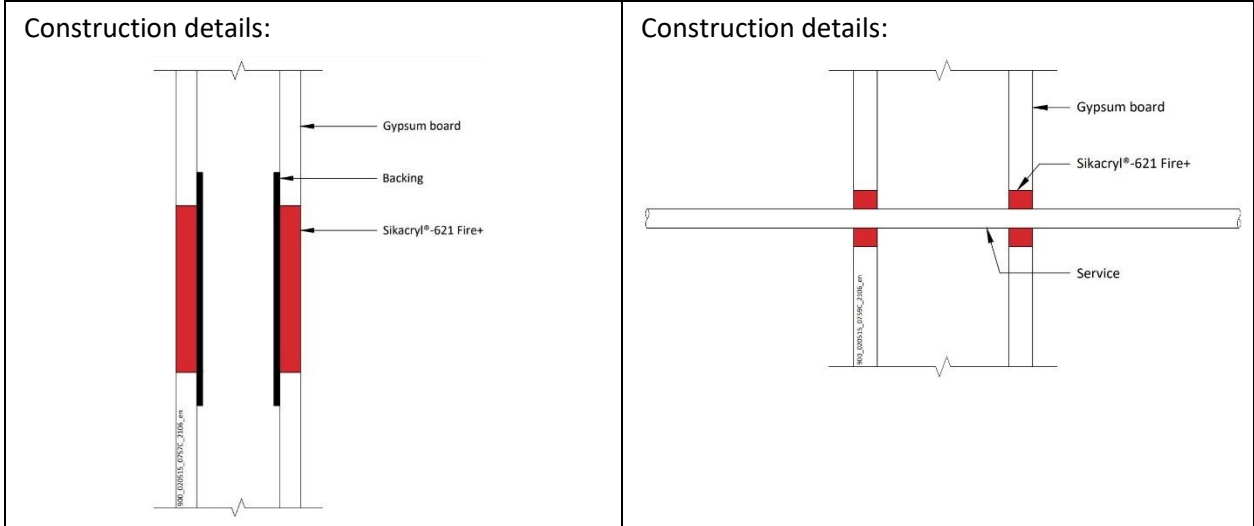 Construction details:
Gypsum board
Backing
Sikacryl®-621 Fire+
900_020515_0757C_2106_en
Construction details:
Gypsum board
Sikacryl®-621 Fire+
Service
900_020515_0759C_2106_en